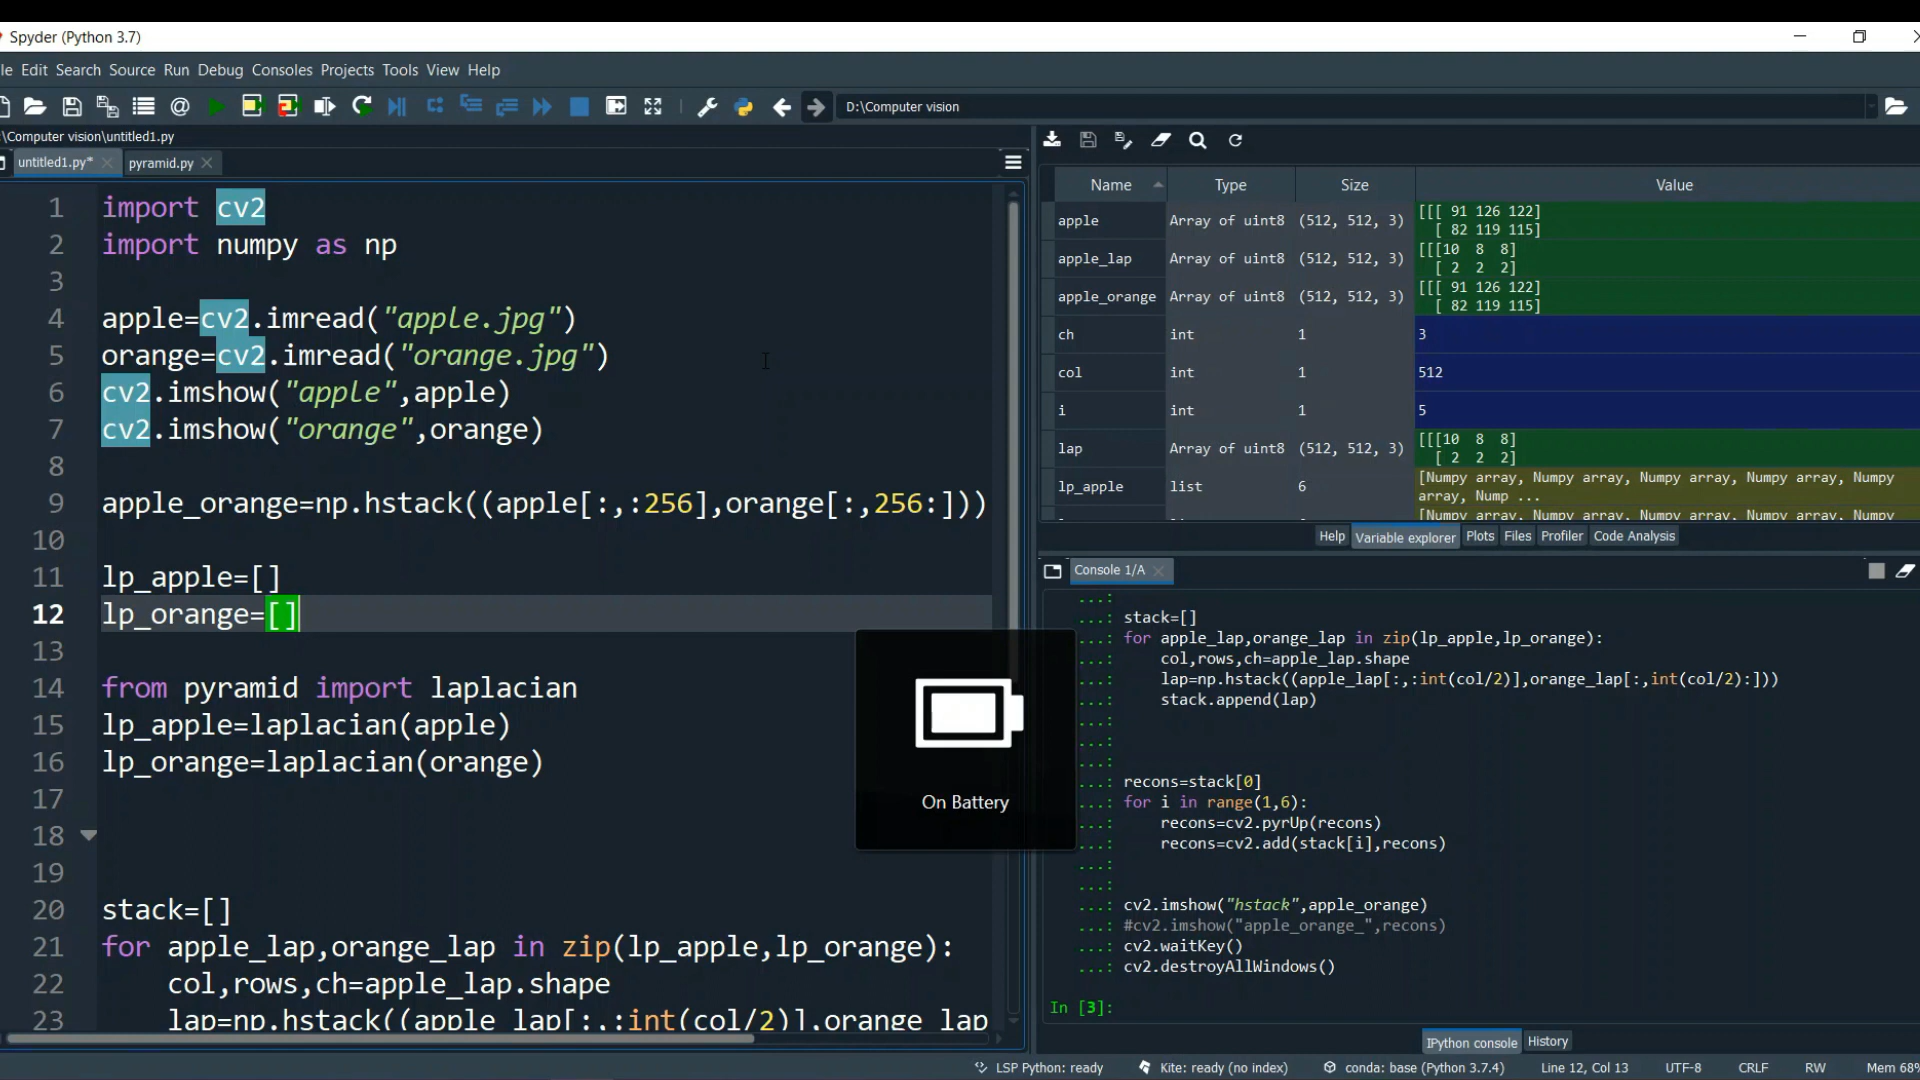 Spyder (Python 3.7)
le Edit Search Source Run Debug Consoles Projects Tools View Help
D:\Computer vision
:\Computer vision\untitled1.py
untitled1.py*
pyramid.py
1 import cv2
2 import numpy as np
3
4 apple=cv2.imread("apple.jpg")
5 orange=cv2.imread("orange.jpg")
6 cv2.imshow("apple",apple)
7 cv2.imshow("orange",orange)
8
9 apple_orange=np.hstack((apple[:,:256],orange[:,256:]))
10
11 lp_apple=[]
12 lp_orange=[]
13
14 from pyramid import laplacian
15 lp_apple=laplacian(apple)
16 lp_orange=laplacian(orange)
17
18
19
20 stack=[]
21 for apple_lap,orange_lap in zip(lp_apple,lp_orange):
22 col,rows,ch=apple_lap.shape
23 lap=np.hstack((apple_lap[:,:int(col/2)],orange_lap
Name Type Size Value
apple Array of uint8 (512, 512, 3) [[[ 91 126 122]
[ 82 119 115]
apple_lap Array of uint8 (512, 512, 3) [[[10 8 8]
[ 2 2 2]
apple_orange Array of uint8 (512, 512, 3) [[[ 91 126 122]
[ 82 119 115]
ch int 1 3
col int 1 512
i int 1 5
lap Array of uint8 (512, 512, 3) [[[10 8 8]
[ 2 2 2]
lp_apple list 6 [Numpy array, Numpy array, Numpy array, Numpy array, Numpy
array, Nump ...
[Numpy array, Numpy array, Numpy array, Numpy array, Numpy
Help Variable explorer Plots Files Profiler Code Analysis
Console 1/A
...:
...: stack=[]
...: for apple_lap,orange_lap in zip(lp_apple,lp_orange):
...: col,rows,ch=apple_lap.shape
...: lap=np.hstack((apple_lap[:,:int(col/2)],orange_lap[:,int(col/2):]))
...: stack.append(lap)
...:
...:
...:
...: recons=stack[0]
...: for i in range(1,6):
...: recons=cv2.pyrUp(recons)
...: recons=cv2.add(stack[i],recons)
...:
...:
...: cv2.imshow("hstack",apple_orange)
...: #cv2.imshow("apple_orange_",recons)
...: cv2.waitKey()
...: cv2.destroyAllWindows()
In [3]:
On Battery
IPython console History
LSP Python: ready Kite: ready (no index) conda: base (Python 3.7.4) Line 12, Col 13 UTF-8 CRLF RW Mem 68%